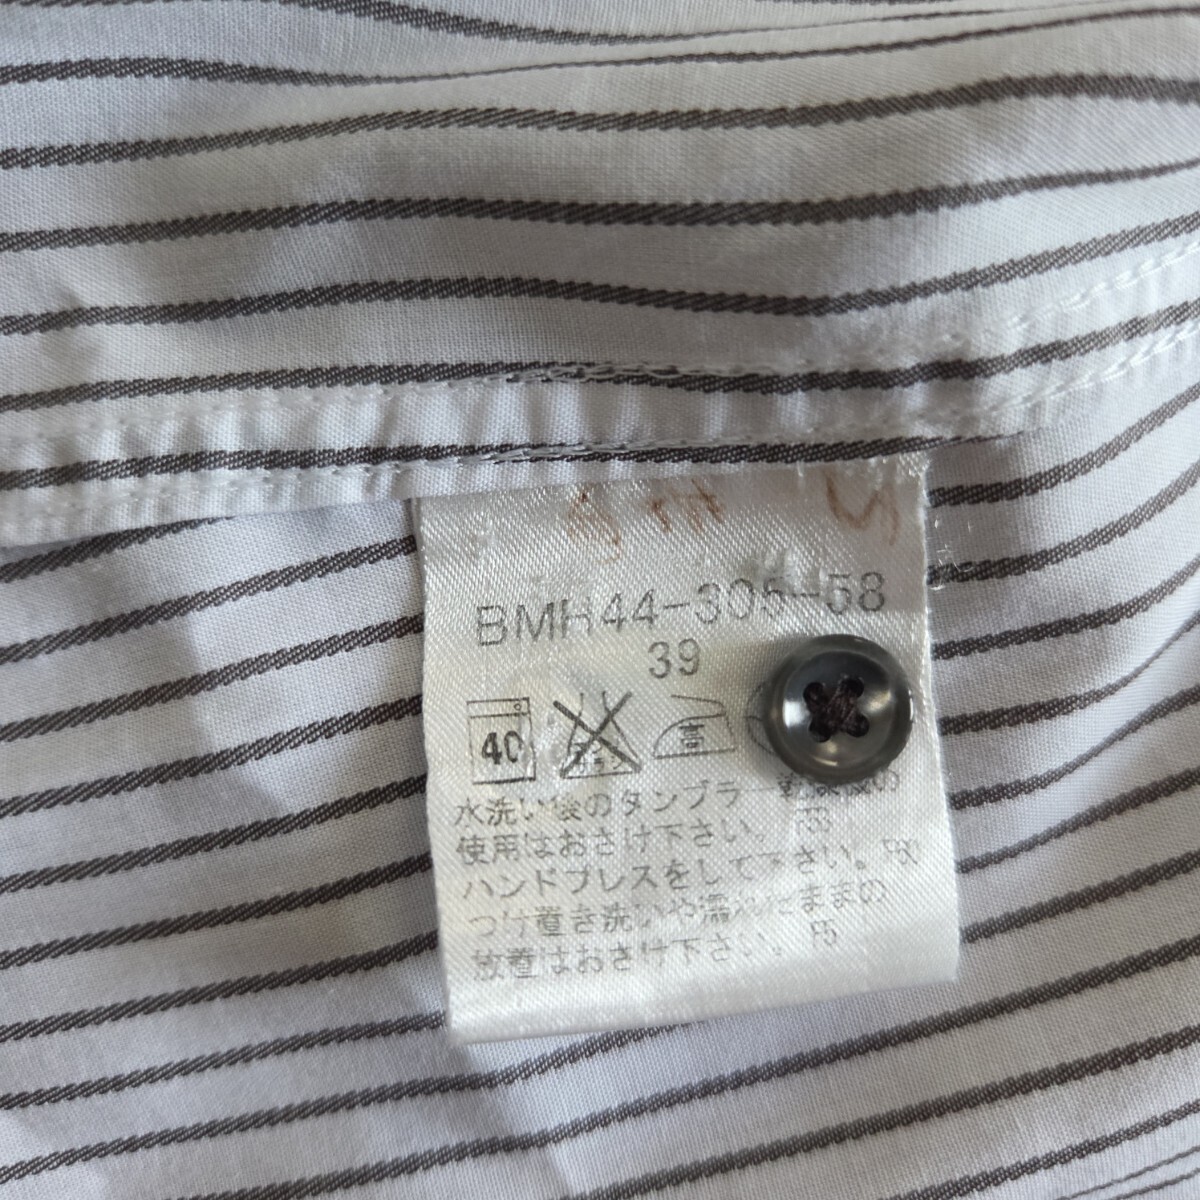 BMH44-305-58
39
40 高
水洗い後のタンブラー乾燥機の
使用はおさけ下さい。 F33
ハンドプレスをして下さい。
つけ置き洗いや濡れたままの
放置はおさけ下さい。 F5